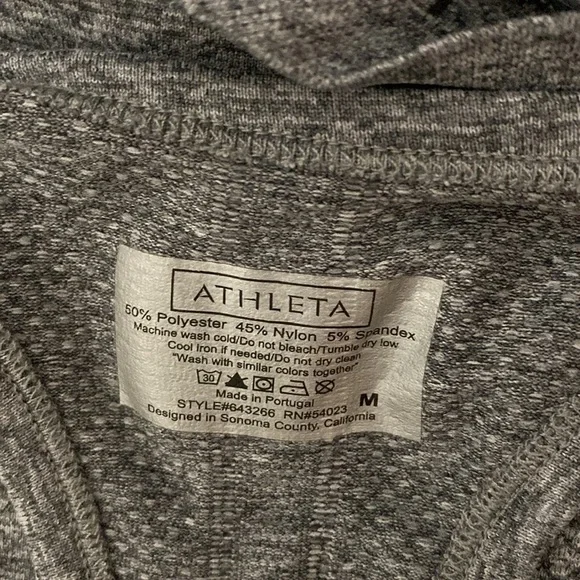 ATHLETA
50% Polyester 45% Nylon 5% Spandex
Machine wash cold/Do not bleach/Tumble dry low
Cool Iron if needed/Do not dry clean
"Wash with similar colors together"
30
Made in Portugal
STYLE#643266 RN#54023 M
Designed in Sonoma County, California